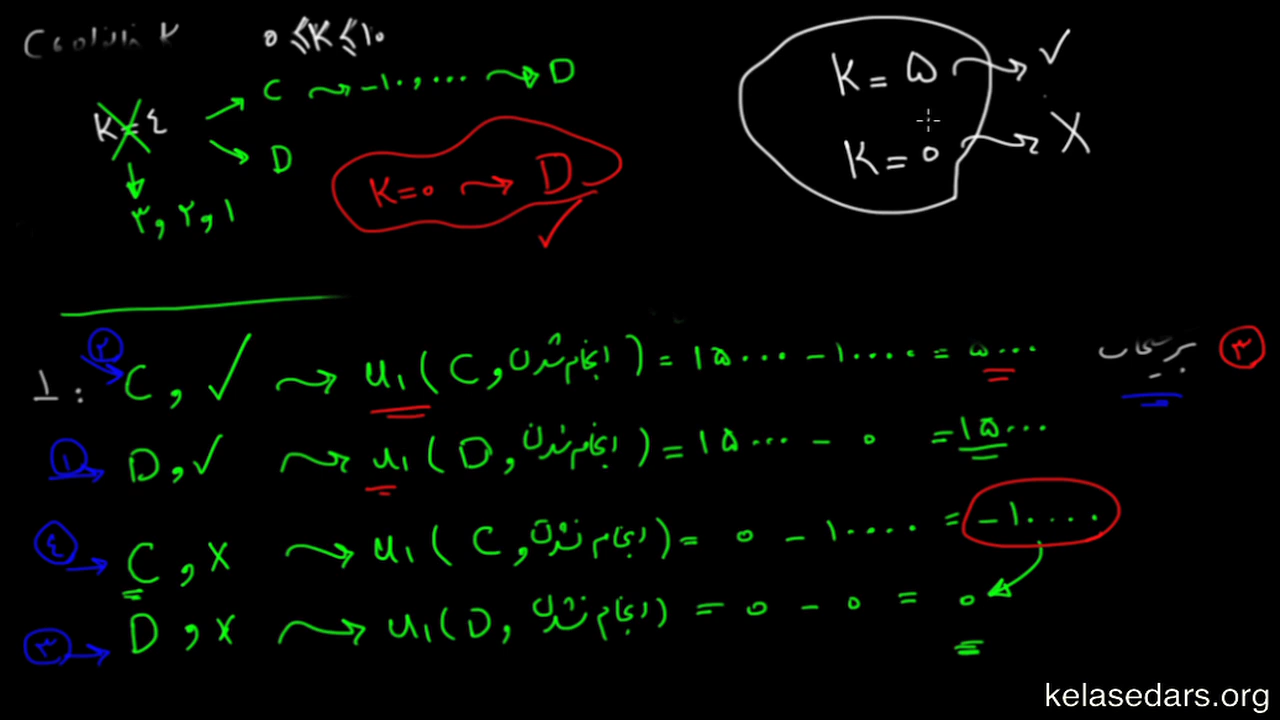 ۰ ≤ K ≤ ۱۰
K = ۵ → ✓
C → -۱۰,۰۰۰ → D
K = ٤
D
K = ۰ → D ✓
K = ۰ → X
۳, ۲, ۱
۲
1: C, ✓ → u۱(C, انجام شدن) = ۱۵۰۰۰ - ۱۰۰۰۰ = ۵۰۰۰ ۳
۱ D, ✓ → u۱(D, انجام شدن) = ۱۵۰۰۰ - ۰ = ۱۵۰۰۰
٤ C, X → u۱(C, انجام نشدن) = ۰ - ۱۰۰۰۰ = -۱۰۰۰۰
۳ D, X → u۱(D, انجام نشدن) = ۰ - ۰ = ۰
kelasedars.org